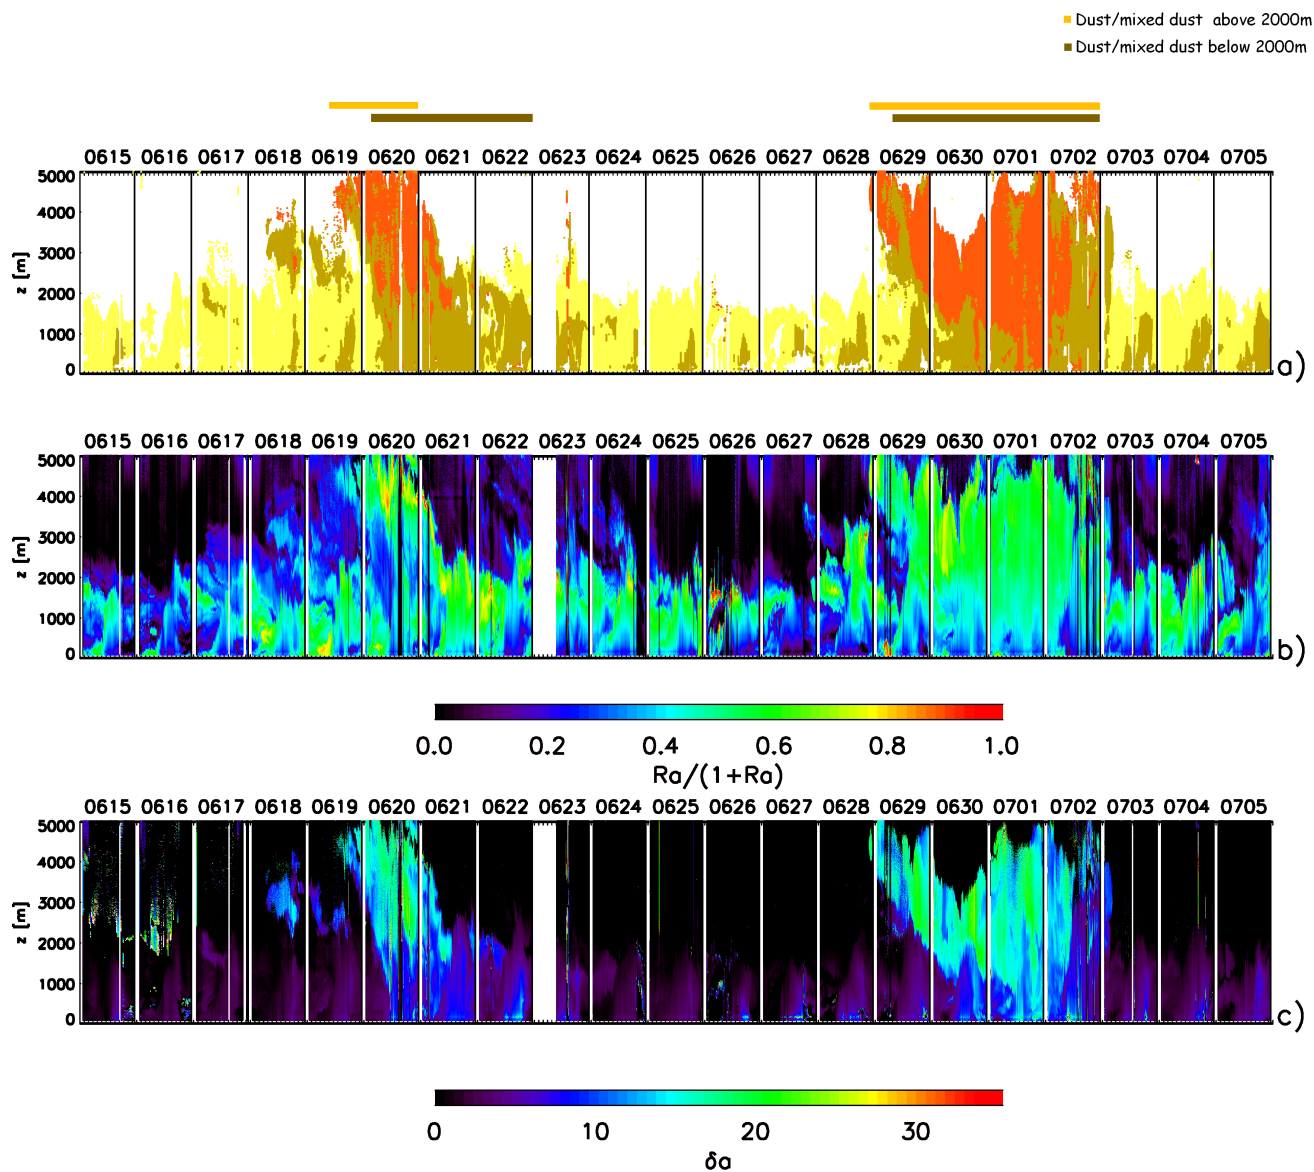 Dust/mixed dust  above 2000m
Dust/mixed dust below 2000m
0615 0616 0617 0618 0619 0620 0621 0622 0623 0624 0625 0626 0627 0628 0629 0630 0701 0702 0703 0704 0705
5000
4000
3000
2000
1000
0
z [m]
a)
0615 0616 0617 0618 0619 0620 0621 0622 0623 0624 0625 0626 0627 0628 0629 0630 0701 0702 0703 0704 0705
5000
4000
3000
2000
1000
0
z [m]
b)
0.0 0.2 0.4 0.6 0.8 1.0
Ra/(1+Ra)
0615 0616 0617 0618 0619 0620 0621 0622 0623 0624 0625 0626 0627 0628 0629 0630 0701 0702 0703 0704 0705
5000
4000
3000
2000
1000
0
z [m]
c)
0 10 20 30
δa